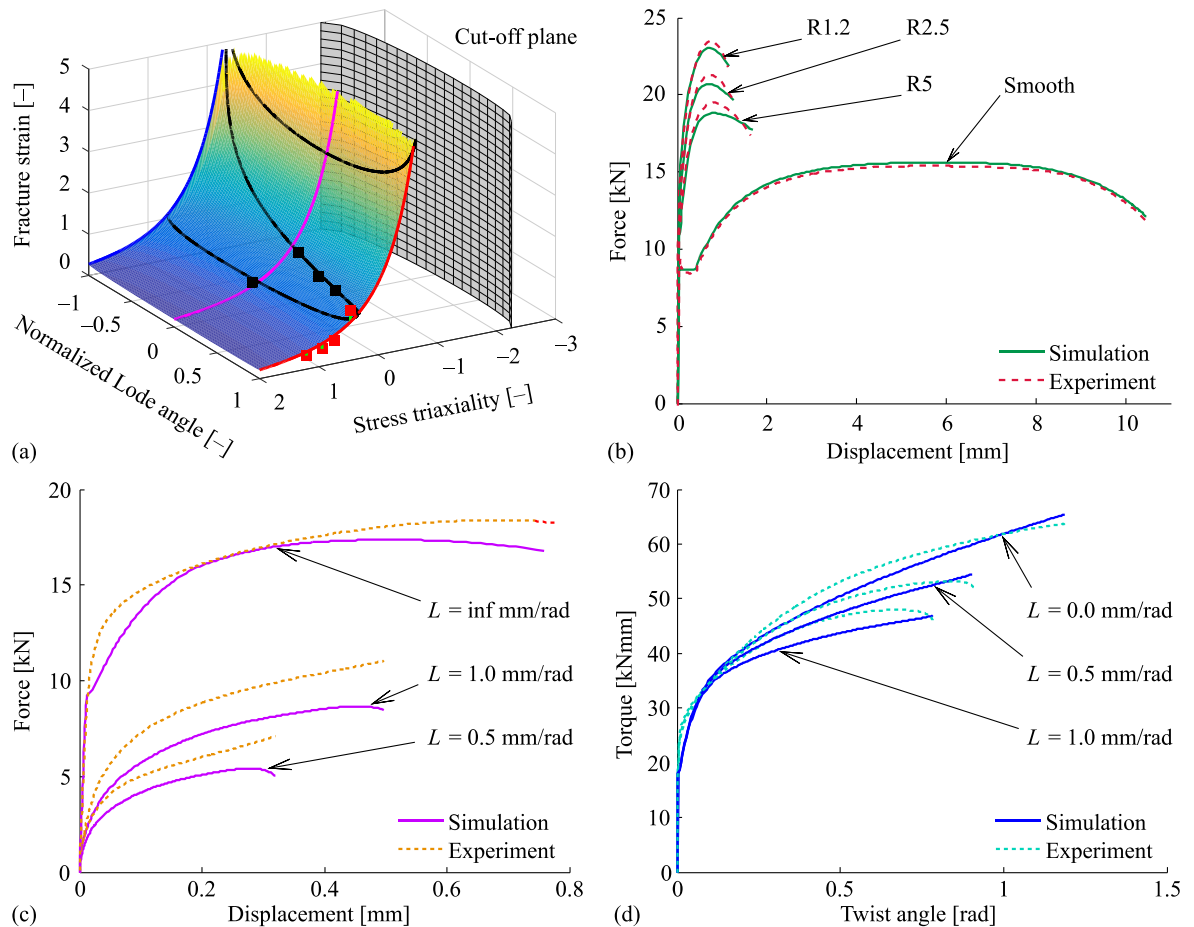 Cut-off plane
Fracture strain [–]
5
4
3
2
1
0
–1
–0.5
0
0.5
1
Normalized Lode angle [–]
2
1
0
–1
–2
–3
Stress triaxiality [–]
(a)
25
20
15
10
5
0
Force [kN]
R1.2
R2.5
R5
Smooth
Simulation
Experiment
0
2
4
6
8
10
Displacement [mm]
(b)
20
15
10
5
0
Force [kN]
L = inf mm/rad
L = 1.0 mm/rad
L = 0.5 mm/rad
Simulation
Experiment
0
0.2
0.4
0.6
0.8
Displacement [mm]
(c)
70
60
50
40
30
20
10
0
Torque [kNmm]
L = 0.0 mm/rad
L = 0.5 mm/rad
L = 1.0 mm/rad
Simulation
Experiment
0
0.5
1
1.5
Twist angle [rad]
(d)